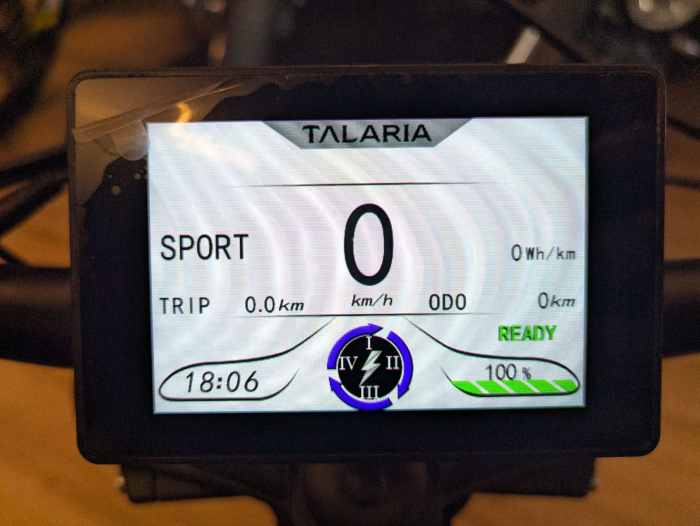 TALARIA
0
SPORT
0Wh/km
TRIP 0.0km km/h ODO 0km
READY
I
IV II
III
18:06
100%